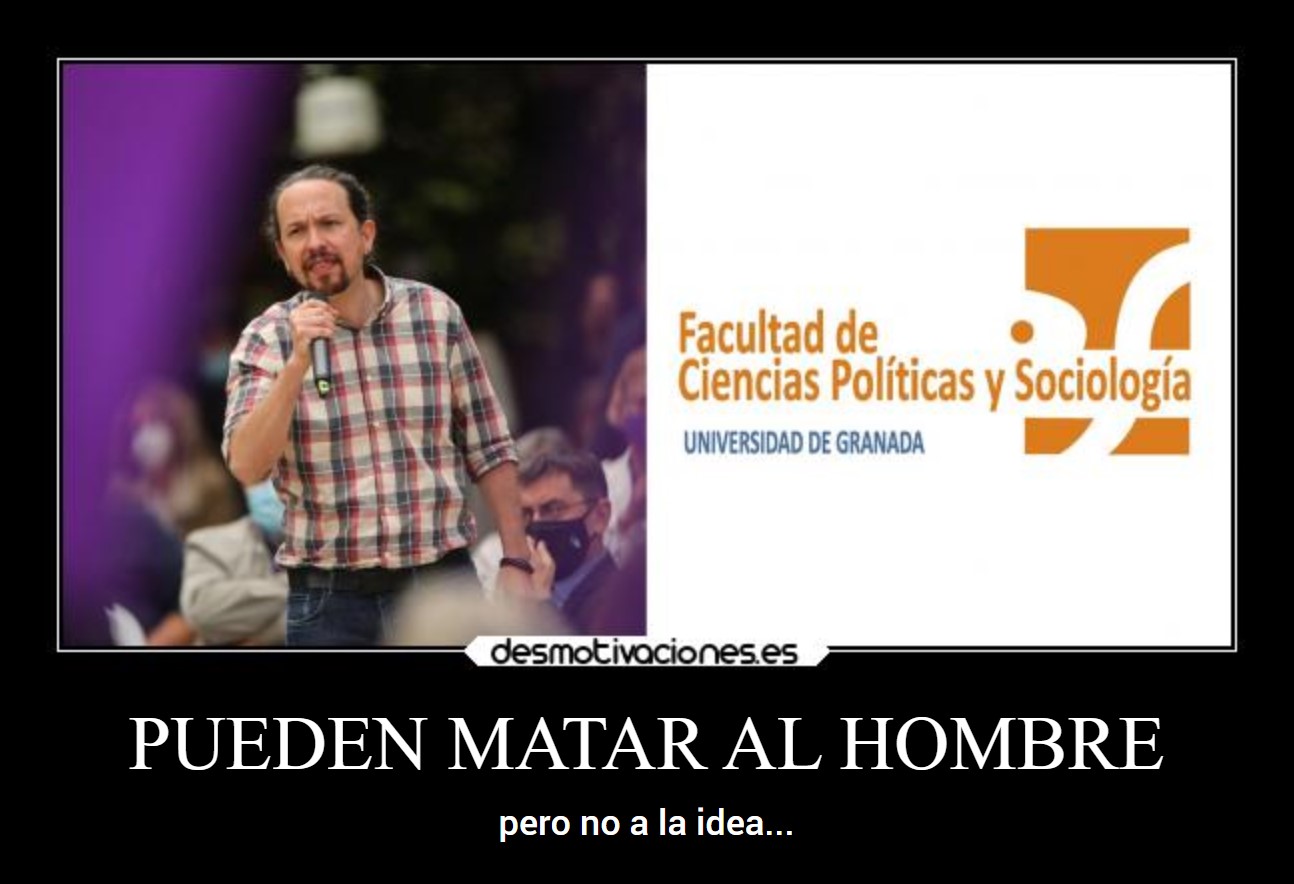 Facultad de
Ciencias Políticas y Sociología
UNIVERSIDAD DE GRANADA
desmotivaciones.es
PUEDEN MATAR AL HOMBRE
pero no a la idea...